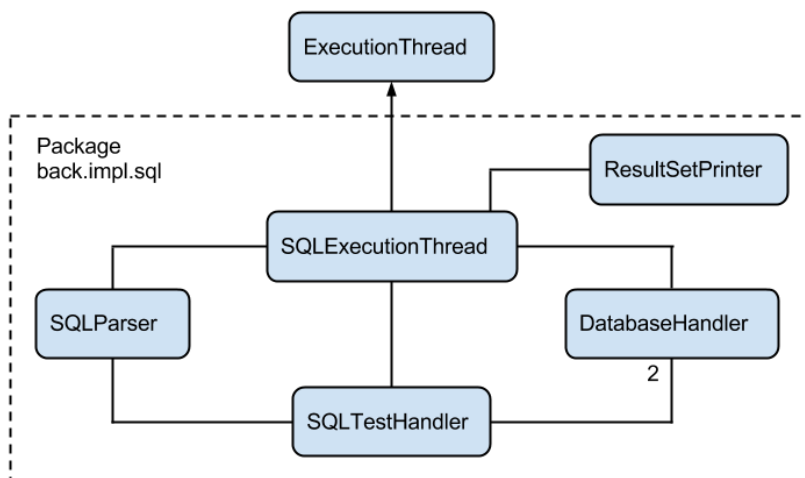 ExecutionThread
Package
back.impl.sql
ResultSetPrinter
SQLExecutionThread
SQLParser
DatabaseHandler
2
SQLTestHandler